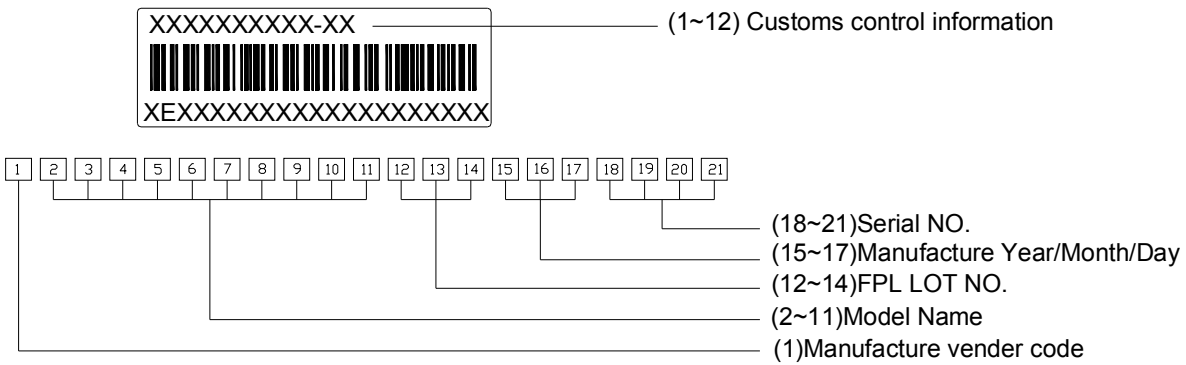 XXXXXXXXXX-XX
(1~12) Customs control information
XEXXXXXXXXXXXXXXXXXXX
1 2 3 4 5 6 7 8 9 10 11 12 13 14 15 16 17 18 19 20 21
(18~21)Serial NO.
(15~17)Manufacture Year/Month/Day
(12~14)FPL LOT NO.
(2~11)Model Name
(1)Manufacture vender code